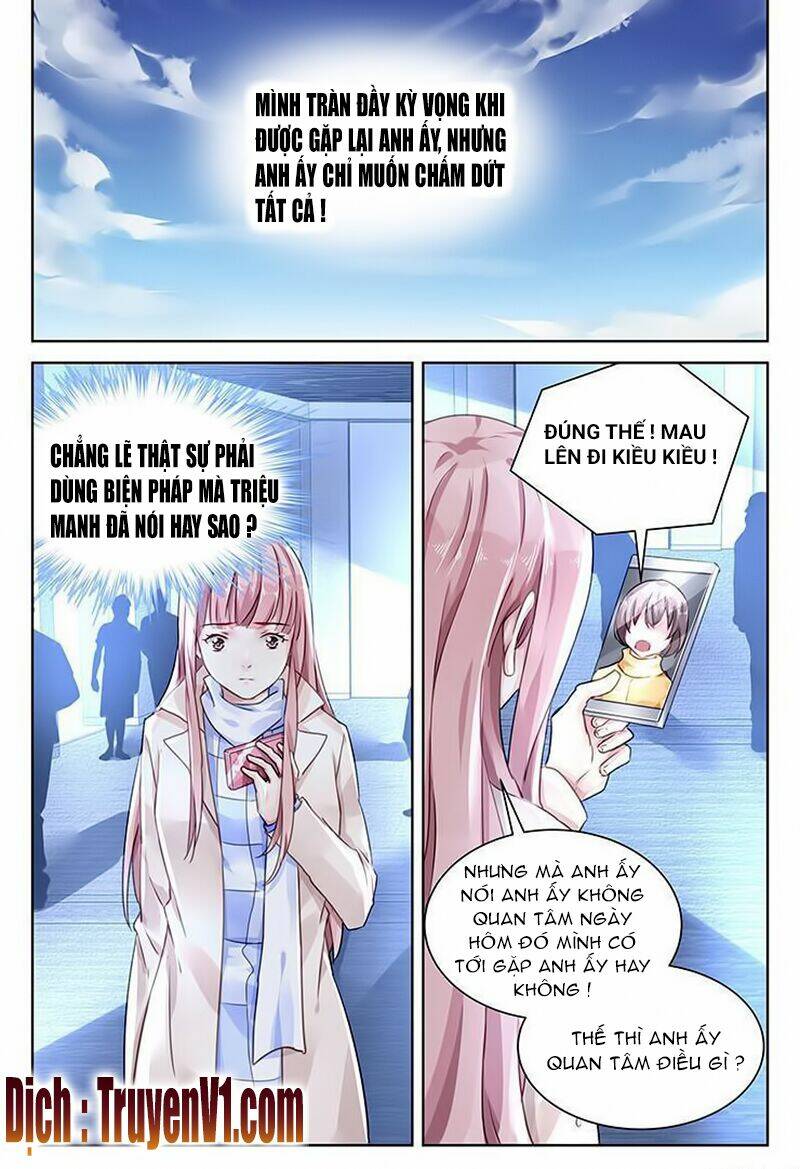 MÌNH TRÀN ĐẦY KỲ VỌNG KHI
ĐƯỢC GẶP LẠI ANH ẤY, NHƯNG
ANH ẤY CHỈ MUỐN CHẤM DỨT
TẤT CẢ !
CHẲNG LẼ THẬT SỰ PHẢI
DÙNG BIỆN PHÁP MÀ TRIỆU
MANH ĐÃ NÓI HAY SAO ?
ĐÚNG THẾ ! MAU
LÊN ĐI KIỀU KIỀU !
NHƯNG MÀ ANH ẤY
NÓI ANH ẤY KHÔNG
QUAN TÂM NGÀY
HÔM ĐÓ MÌNH CÓ
TỚI GẶP ANH ẤY HAY
KHÔNG !
THẾ THÌ ANH ẤY
QUAN TÂM ĐIỀU GÌ ?
Dịch : TruyenV1.com